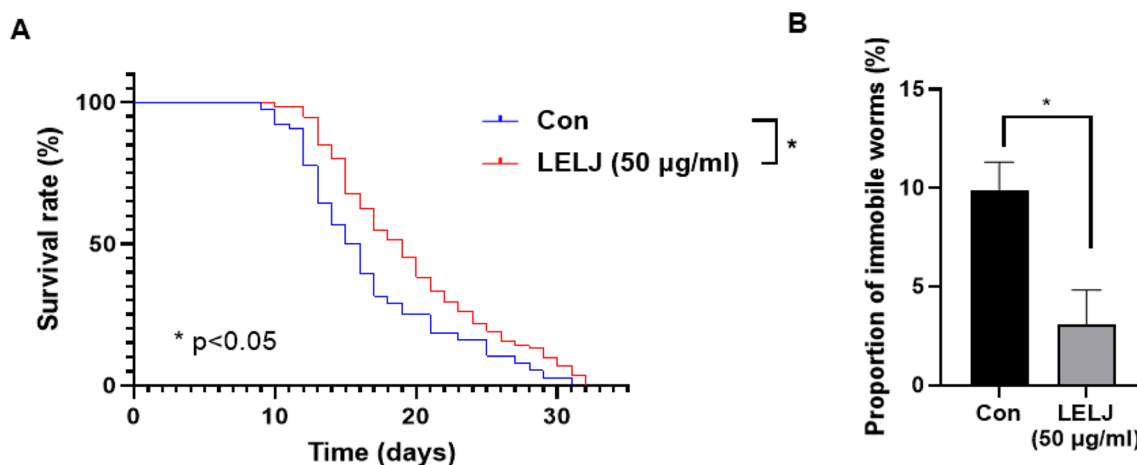 A
Survival rate (%)
100
50
0
0
10
20
30
Time (days)
Con
LELJ (50 µg/ml)
*
* p<0.05
B
Proportion of immobile worms (%)
15
10
5
0
*
Con
LELJ
(50 µg/ml)